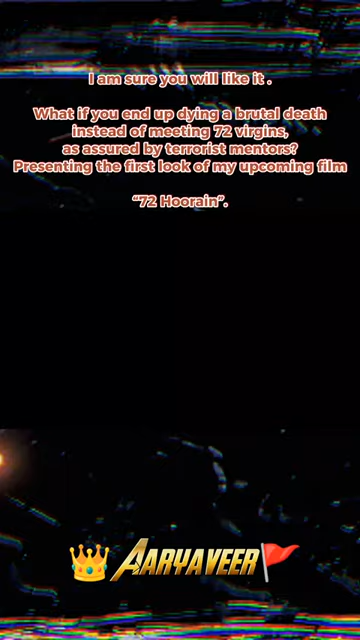 I am sure you will like it .
What if you end up dying a brutal death
instead of meeting 72 virgins,
as assured by terrorist mentors?
Presenting the first look of my upcoming film
“72 Hoorain”.
AARYAVEER